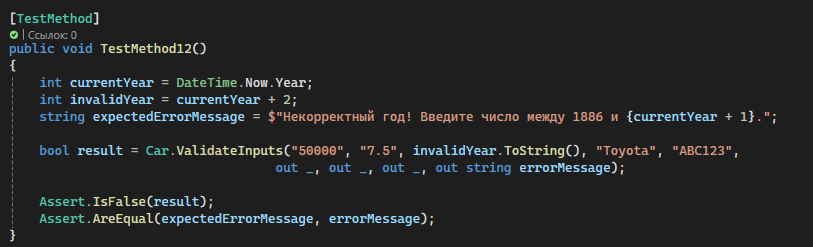 [TestMethod]
| Ссылок: 0
public void TestMethod12()
{
int currentYear = DateTime.Now.Year;
int invalidYear = currentYear + 2;
string expectedErrorMessage = $"Некорректный год! Введите число между 1886 и {currentYear + 1}.";
bool result = Car.ValidateInputs("50000", "7.5", invalidYear.ToString(), "Toyota", "ABC123",
out _, out _, out _, out string errorMessage);
Assert.IsFalse(result);
Assert.AreEqual(expectedErrorMessage, errorMessage);
}